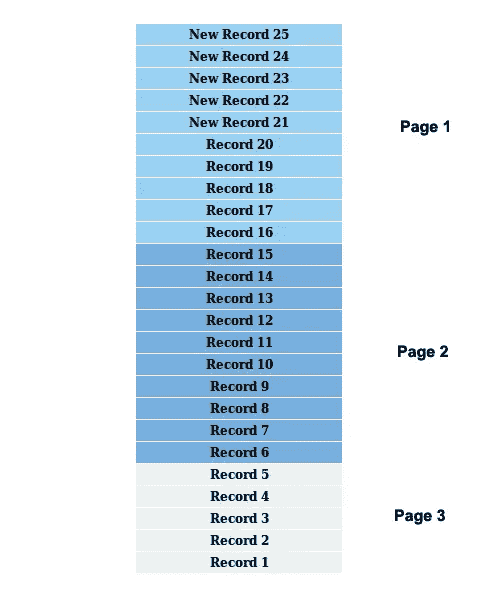 New Record 25
New Record 24
New Record 23
New Record 22
New Record 21
Page 1
Record 20
Record 19
Record 18
Record 17
Record 16
Record 15
Record 14
Record 13
Record 12
Record 11
Page 2
Record 10
Record 9
Record 8
Record 7
Record 6
Record 5
Record 4
Record 3
Page 3
Record 2
Record 1